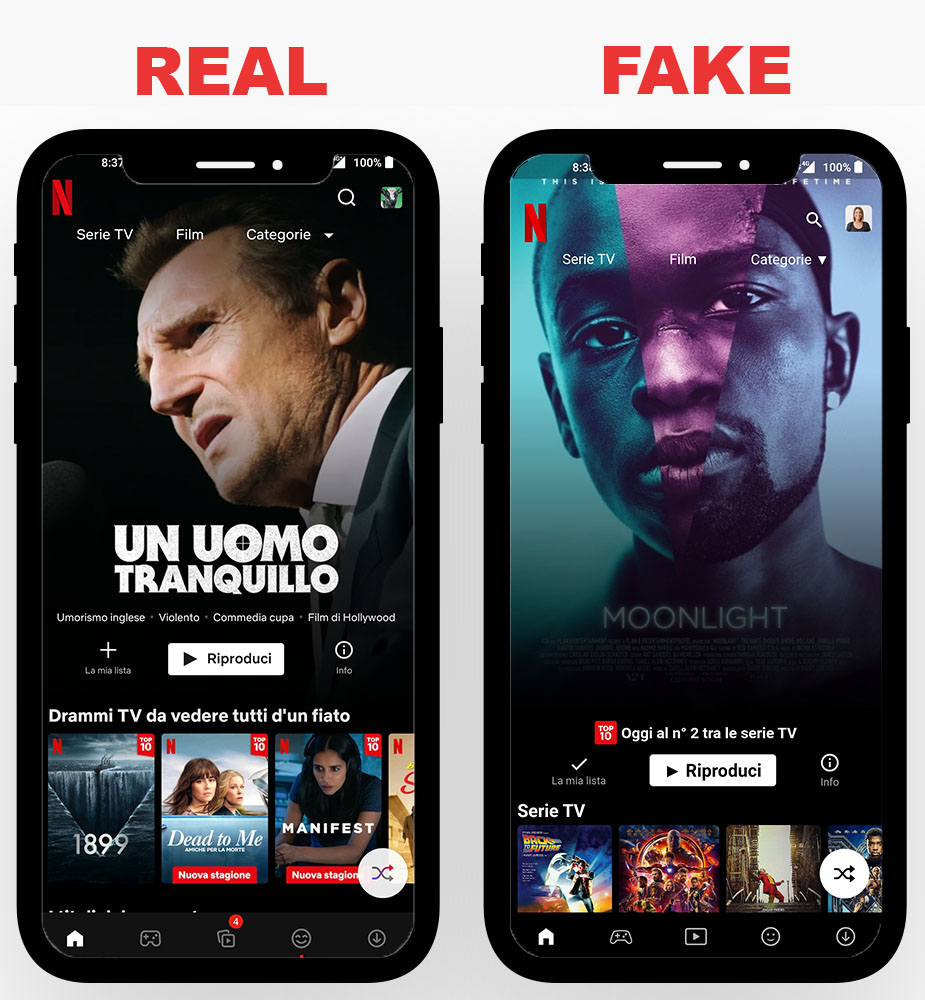 REAL
FAKE
8:37
100%
N
Serie TV Film Categorie
UN UOMO
TRANQUILLO
Umorismo inglese • Violento • Commedia cupa • Film di Hollywood
La mia lista
Riproduci
Info
Drammi TV da vedere tutti d'un fiato
N TOP 10
1899
N TOP 10
Dead to Me
AMICHE PER LA MORTE
Nuova stagione
N TOP 10
MANIFEST
Nuova stagion
N
4
8:3
4G 100%
THIS IS
FETIME
N
Serie TV Film Categorie ▼
MOONLIGHT
COMING SOON
TOP 10 Oggi al n° 2 tra le serie TV
La mia lista
Riproduci
Info
Serie TV
BACK
TO THE
FUTURE